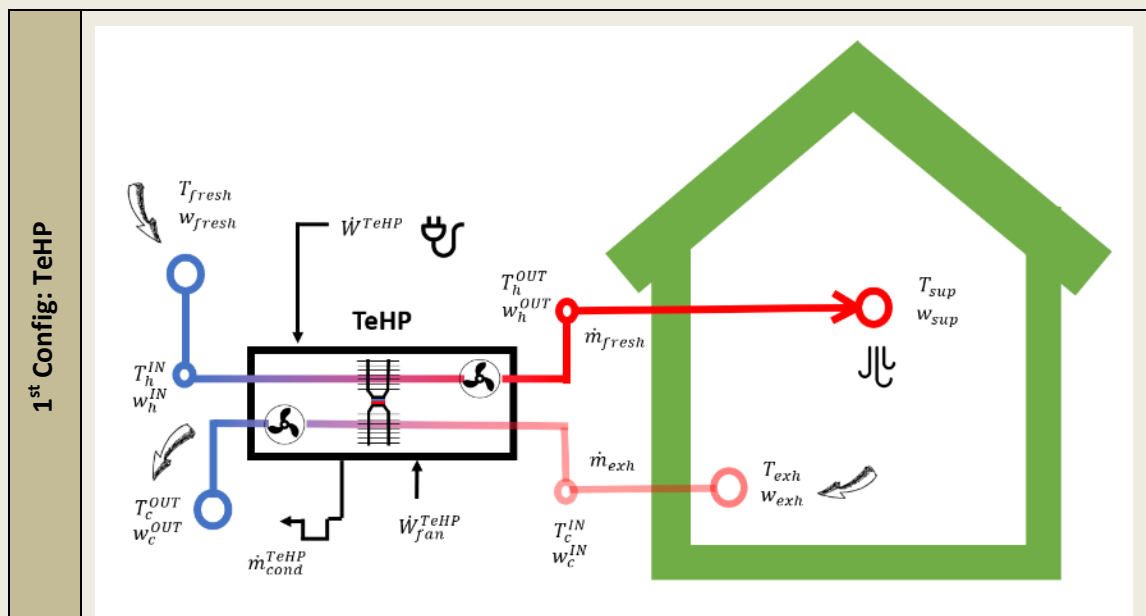 1st Config: TeHP
T_fresh
w_fresh
Ẇ^TeHP
T_h^OUT
w_h^OUT
T_sup
w_sup
TeHP
ṁ_fresh
T_h^IN
w_h^IN
ṁ_exh
T_exh
w_exh
T_c^OUT
w_c^OUT
Ẇ_fan^TeHP
T_c^IN
w_c^IN
ṁ_cond^TeHP